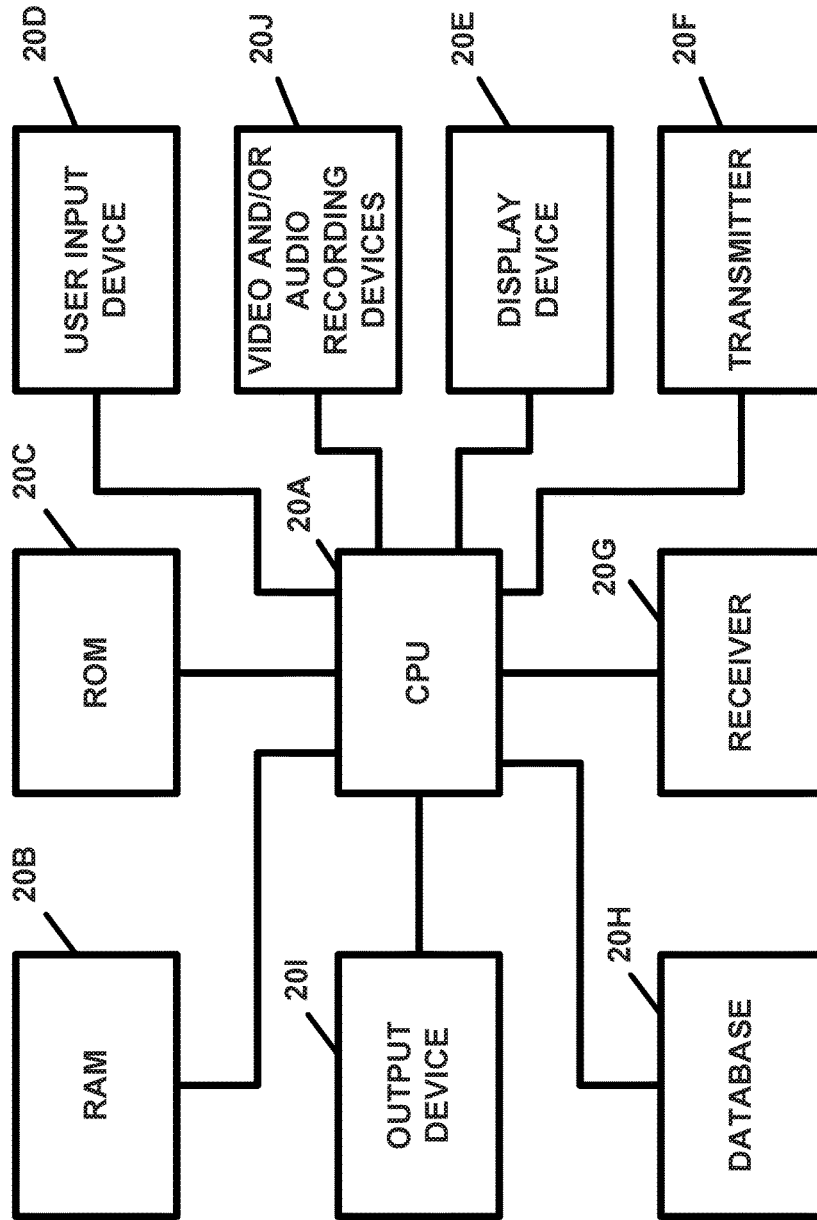 20B
RAM
20C
ROM
20D
USER INPUT
DEVICE
20I
OUTPUT
DEVICE
20A
CPU
20J
VIDEO AND/OR
AUDIO
RECORDING
DEVICES
20E
DISPLAY
DEVICE
20H
DATABASE
20G
RECEIVER
20F
TRANSMITTER